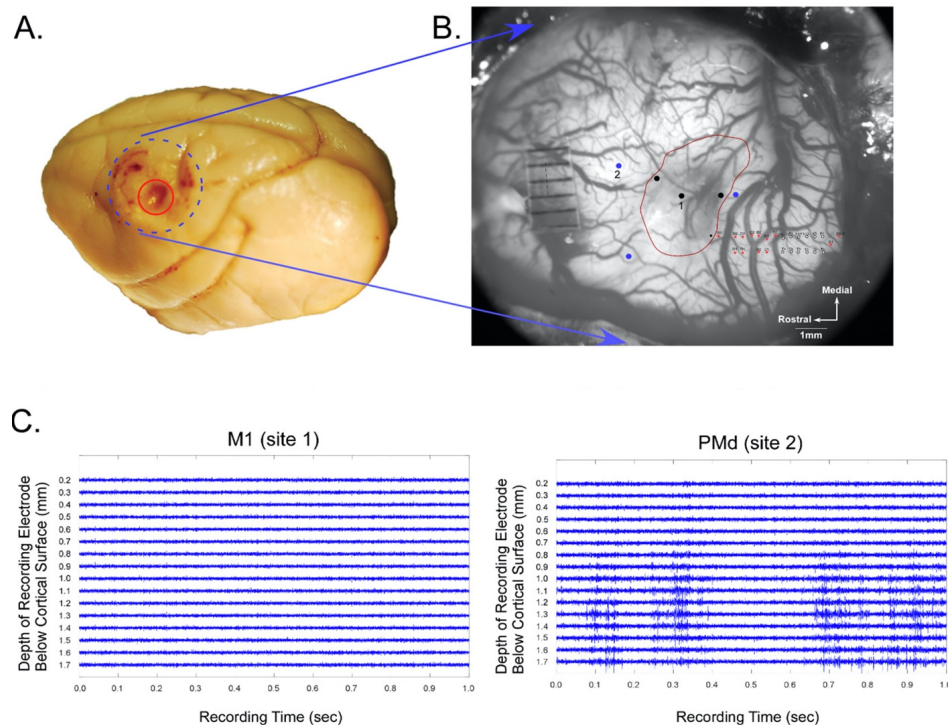 A.
B.
2
1
Medial
Rostral
1mm
C.
M1 (site 1)
Depth of Recording Electrode
Below Cortical Surface (mm)
0.2
0.3
0.4
0.5
0.6
0.7
0.8
0.9
1.0
1.1
1.2
1.3
1.4
1.5
1.6
1.7
0.0 0.1 0.2 0.3 0.4 0.5 0.6 0.7 0.8 0.9 1.0
Recording Time (sec)
PMd (site 2)
Depth of Recording Electrode
Below Cortical Surface (mm)
0.2
0.3
0.4
0.5
0.6
0.7
0.8
0.9
1.0
1.1
1.2
1.3
1.4
1.5
1.6
1.7
0.0 0.1 0.2 0.3 0.4 0.5 0.6 0.7 0.8 0.9 1.0
Recording Time (sec)